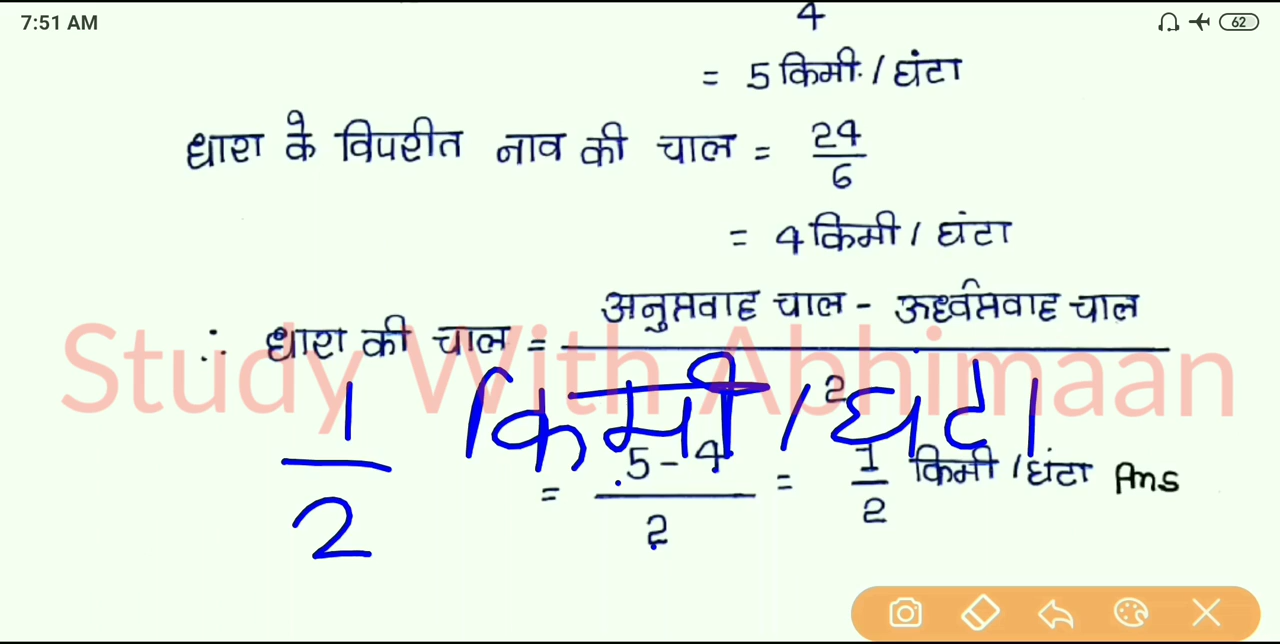 7:51 AM
62
4
= 5 किमी. / घंटा
धारा के विपरीत नाव की चाल = 24/6
= 4 किमी / घंटा
∴ धारा की चाल = अनुप्रवाह चाल - ऊर्ध्वप्रवाह चाल / 2
Study With Abhimaan
1/2 किमी / घंटा
= 5-4/2 = 1/2 किमी / घंटा Ans